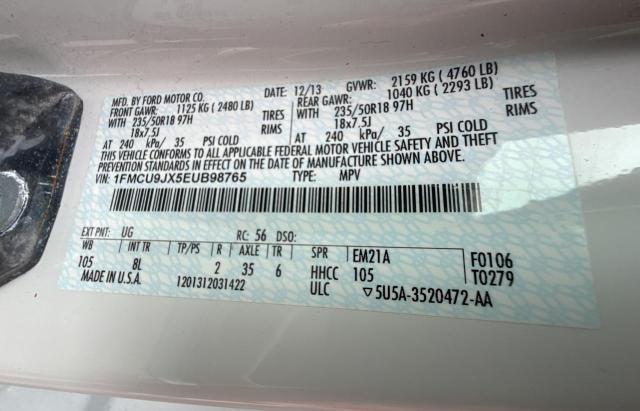 MFD. BY FORD MOTOR CO. 12/13 GVWR: 2159 KG ( 4760 LB)
FRONT GAWR: 1125 KG ( 2480 LB) REAR GAWR: 1040 KG ( 2293 LB)
WITH 235/50R18 97H TIRES WITH 235/50R18 97H TIRES
18x7.5J RIMS 18x7.5J RIMS
AT 240 kPa/ 35 PSI COLD AT 240 kPa/ 35 PSI COLD
THIS VEHICLE CONFORMS TO ALL APPLICABLE FEDERAL MOTOR VEHICLE SAFETY AND THEFT
PREVENTION STANDARDS IN EFFECT ON THE DATE OF MANUFACTURE SHOWN ABOVE.
VIN: 1FMCU9JX5EUB98765 TYPE: MPV
EXT PNT: UG RC: 56 DSO:
WB INT TR TP/PS R AXLE TR SPR EM21A F0106
105 8L 2 35 6 HHCC 105 T0279
MADE IN U.S.A. 1201312031422 ULC ▽5U5A-3520472-AA